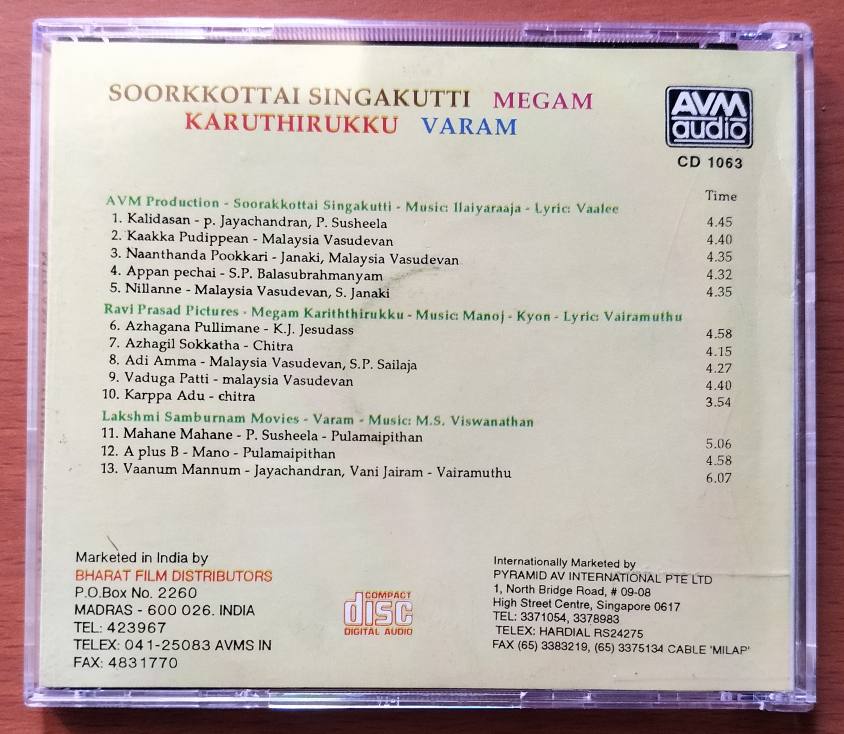 SOORKKOTTAI SINGAKUTTI MEGAM
KARUTHIRUKKU VARAM
AVM
audio
CD 1063
Time
AVM Production - Soorakkottai Singakutti - Music: Ilaiyaraaja - Lyric: Vaalee
1. Kalidasan - p. Jayachandran, P. Susheela 4.45
2. Kaakka Pudippean - Malaysia Vasudevan 4.40
3. Naanthanda Pookkari - Janaki, Malaysia Vasudevan 4.35
4. Appan pechai - S.P. Balasubrahmanyam 4.32
5. Nillanne - Malaysia Vasudevan, S. Janaki 4.35
Ravi Prasad Pictures - Megam Kariththirukku - Music: Manoj - Kyon - Lyric: Vairamuthu
6. Azhagana Pullimane - K.J. Jesudass 4.58
7. Azhagil Sokkatha - Chitra 4.15
8. Adi Amma - Malaysia Vasudevan, S.P. Sailaja 4.27
9. Vaduga Patti - malaysia Vasudevan 4.40
10. Karppa Adu - chitra 3.54
Lakshmi Samburnam Movies - Varam - Music: M.S. Viswanathan
11. Mahane Mahane - P. Susheela - Pulamaipithan 5.06
12. A plus B - Mano - Pulamaipithan 4.58
13. Vaanum Mannum - Jayachandran, Vani Jairam - Vairamuthu 6.07
Marketed in India by
BHARAT FILM DISTRIBUTORS
P.O.Box No. 2260
MADRAS - 600 026. INDIA
TEL: 423967
TELEX: 041-25083 AVMS IN
FAX: 4831770
COMPACT
disc
DIGITAL AUDIO
Internationally Marketed by
PYRAMID AV INTERNATIONAL PTE LTD
1, North Bridge Road, # 09-08
High Street Centre, Singapore 0617
TEL: 3371054, 3378983
TELEX: HARDIAL RS24275
FAX (65) 3383219, (65) 3375134 CABLE 'MILAP'